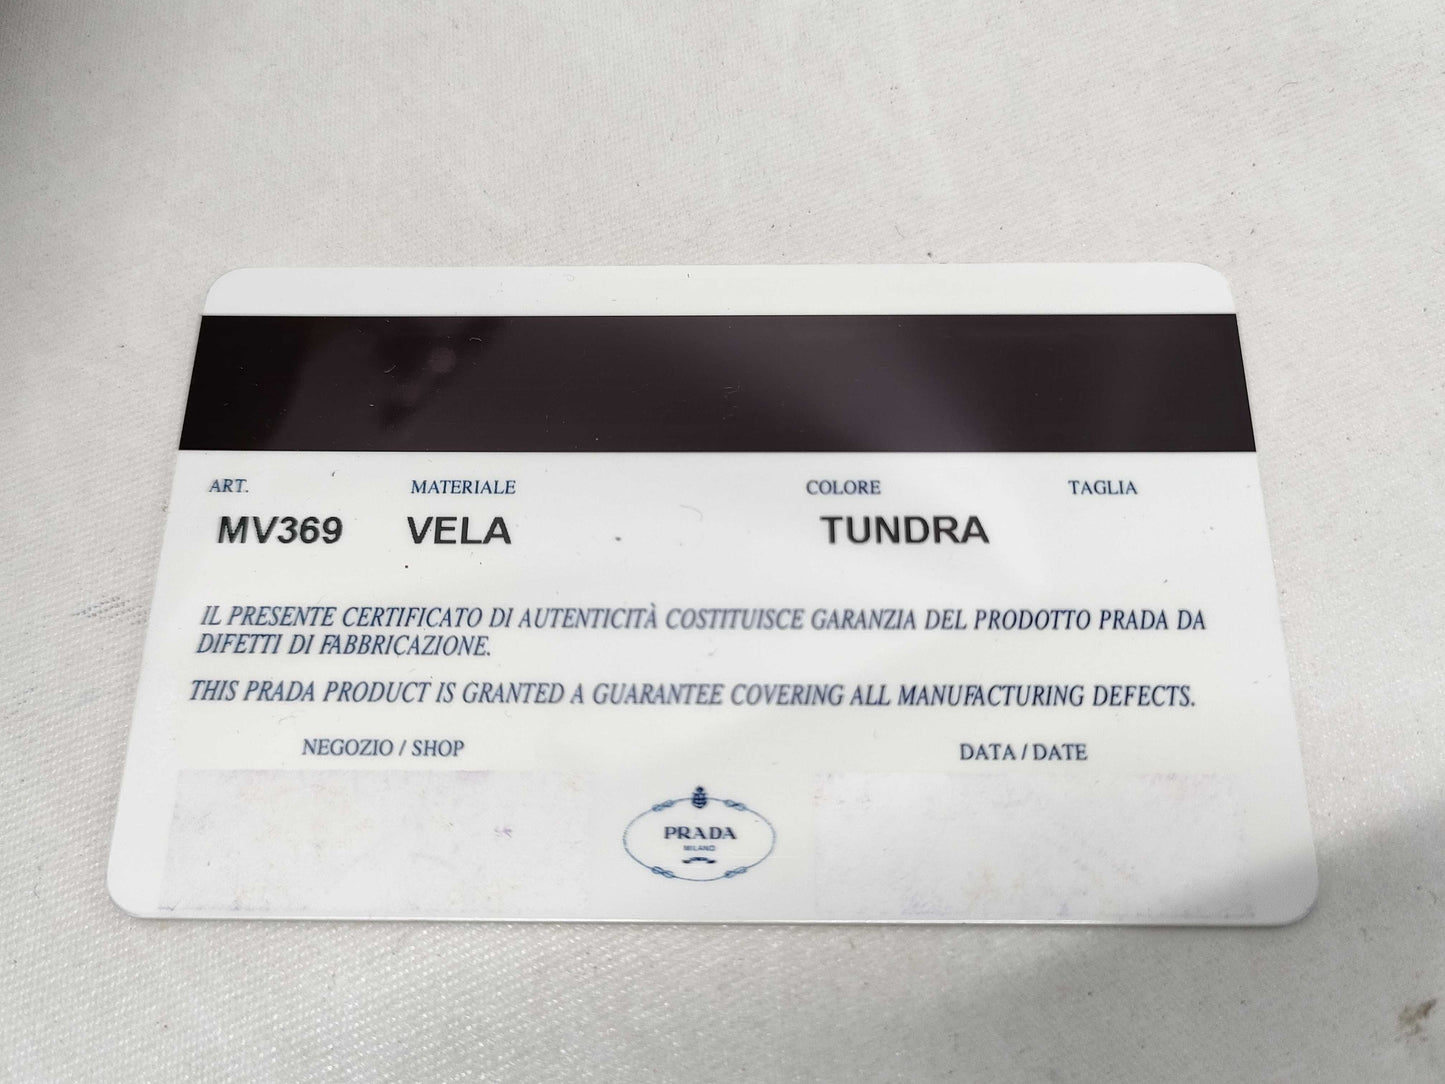 ART. MATERIALE COLORE TAGLIA
MV369 VELA TUNDRA
IL PRESENTE CERTIFICATO DI AUTENTICITÀ COSTITUISCE GARANZIA DEL PRODOTTO PRADA DA
DIFETTI DI FABBRICAZIONE.
THIS PRADA PRODUCT IS GRANTED A GUARANTEE COVERING ALL MANUFACTURING DEFECTS.
NEGOZIO / SHOP DATA / DATE
PRADA
MILANO